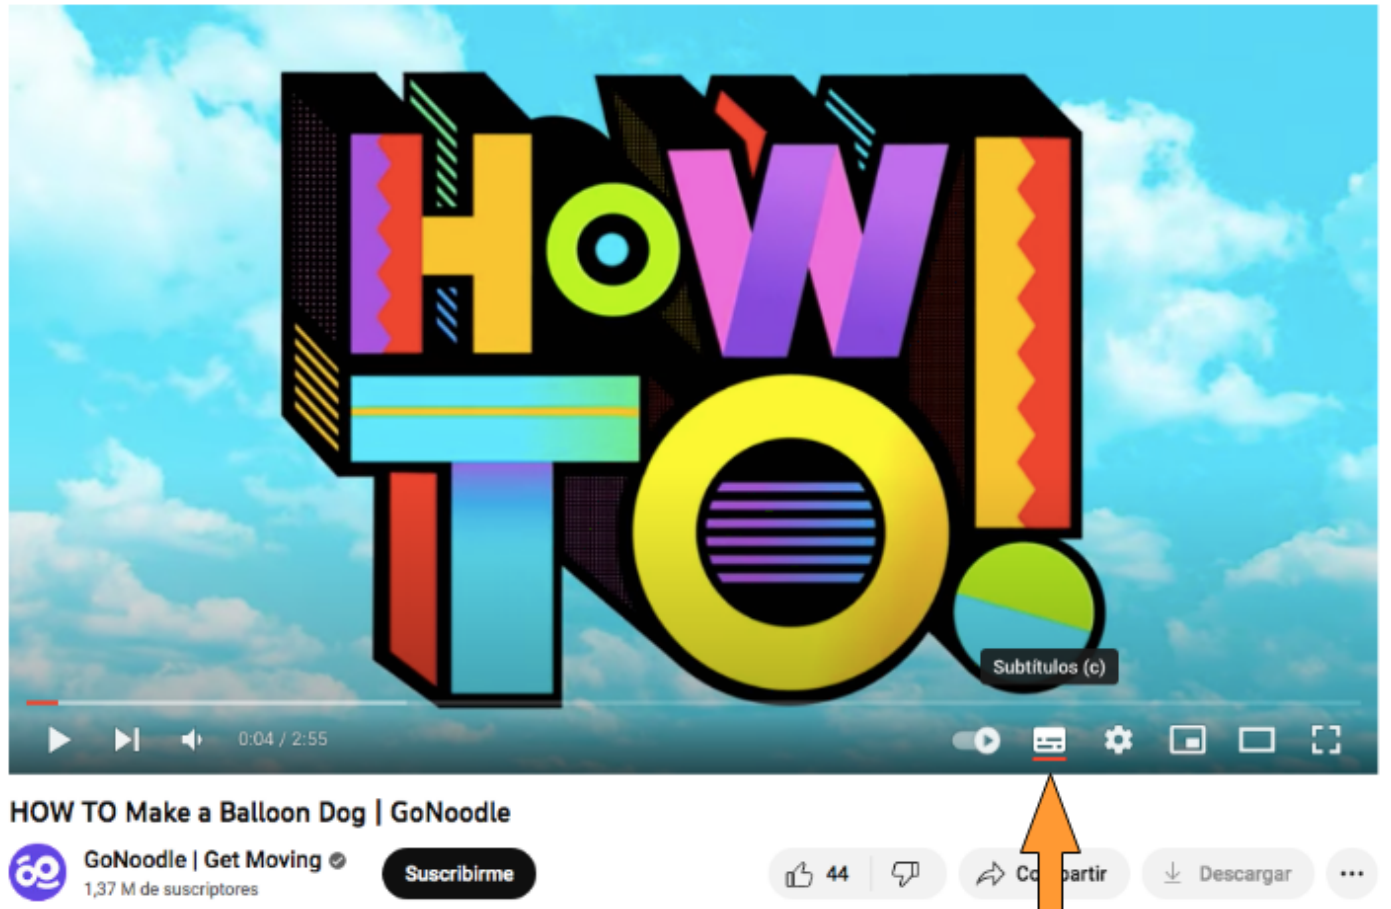 HOW
TO!
Subtítulos (c)
0:04 / 2:55
HOW TO Make a Balloon Dog | GoNoodle
GoNoodle | Get Moving
1,37 M de suscriptores
Suscribirme
44
Descargar